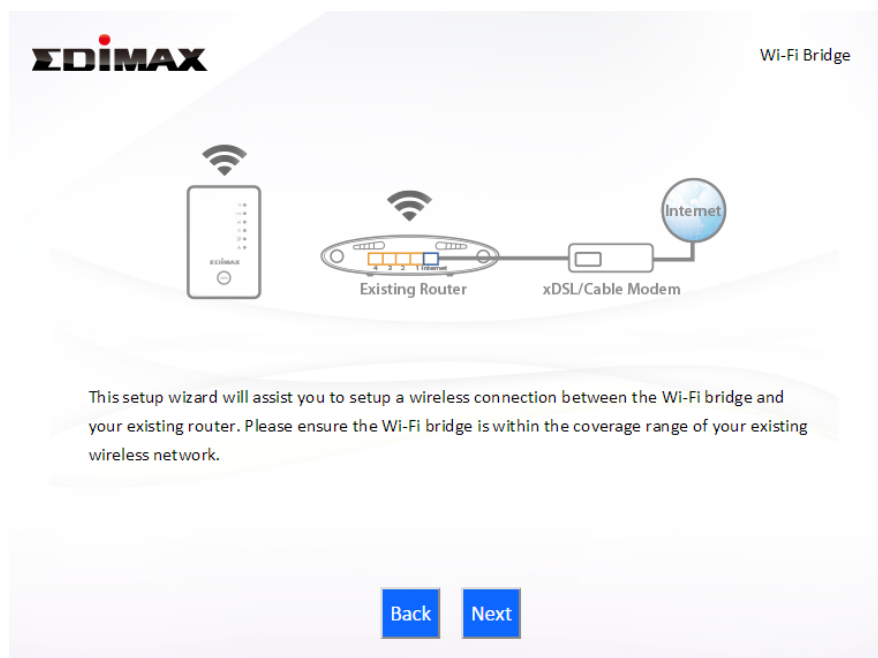 EDIMAX
Wi-Fi Bridge
Internet
EDIMAX
4 3 2 1 Internet
Existing Router
xDSL/Cable Modem
This setup wizard will assist you to setup a wireless connection between the Wi-Fi bridge and
your existing router. Please ensure the Wi-Fi bridge is within the coverage range of your existing
wireless network.
Back
Next